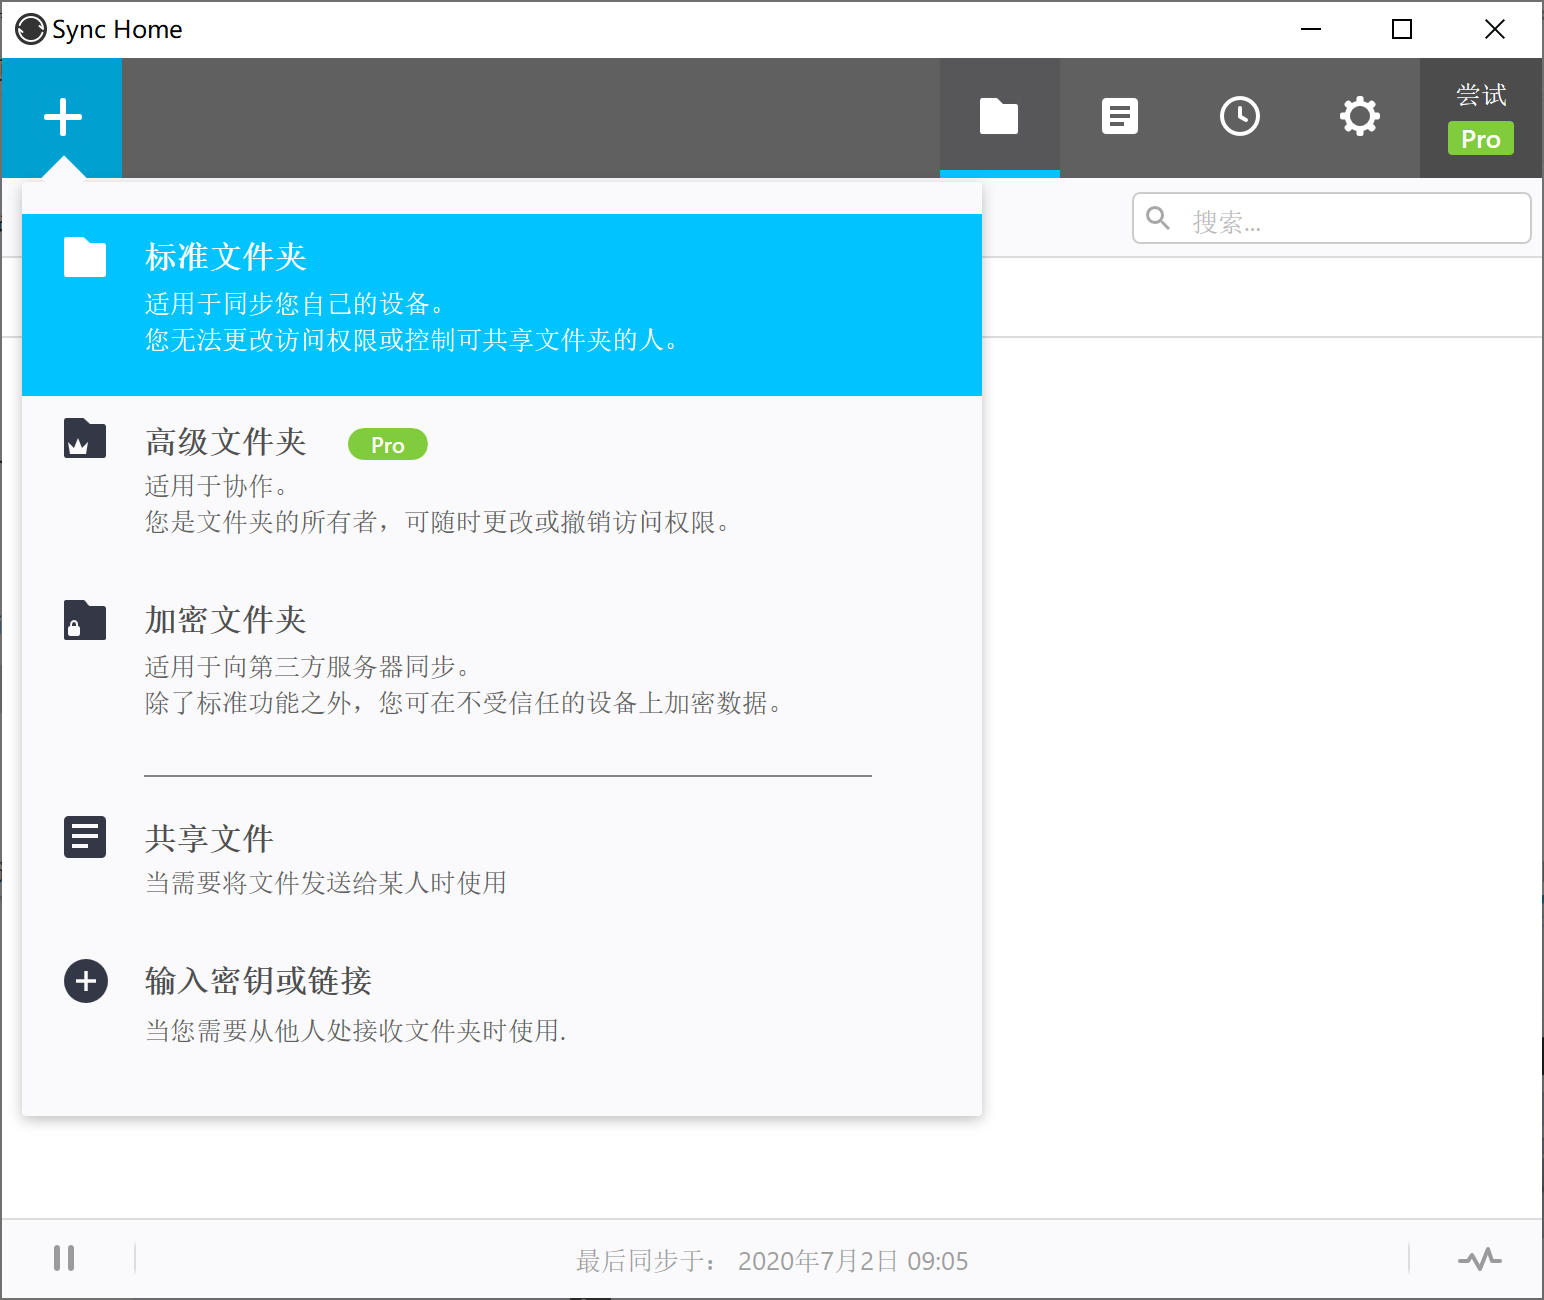 Sync Home
尝试
Pro
搜索...
标准文件夹
适用于同步您自己的设备。
您无法更改访问权限或控制可共享文件夹的人。
高级文件夹 Pro
适用于协作。
您是文件夹的所有者，可随时更改或撤销访问权限。
加密文件夹
适用于向第三方服务器同步。
除了标准功能之外，您可在不受信任的设备上加密数据。
共享文件
当需要将文件发送给某人时使用
输入密钥或链接
当您需要从他人处接收文件夹时使用.
最后同步于： 2020年7月2日 09:05